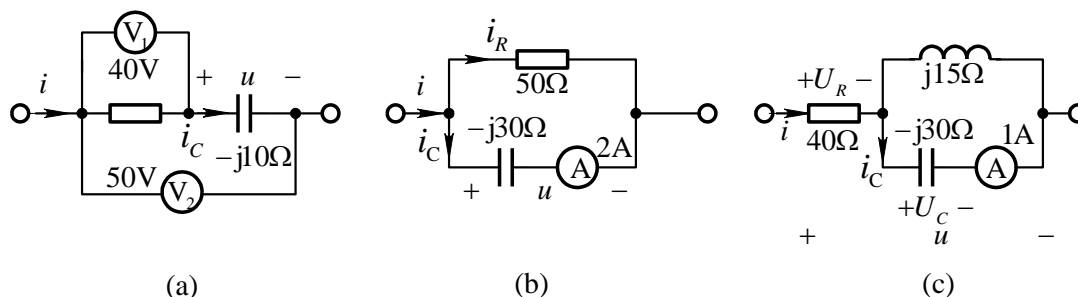 V1
40V
i
+ u −
iC
−j10Ω
50V
V2
(a)
iR
i
50Ω
iC
−j30Ω
2A
A
+ u −
(b)
j15Ω
+UR −
i
40Ω
−j30Ω
1A
iC
A
+UC −
+ u −
(c)